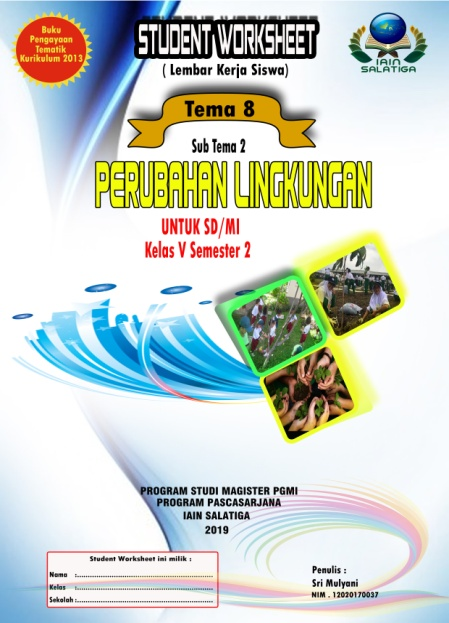 Buku
Pengayaan
Tematik
Kurikulum 2013
STUDENT WORKSHEET
( Lembar Kerja Siswa)
IAIN
SALATIGA
Tema 8
Sub Tema 2
PERUBAHAN LINGKUNGAN
UNTUK SD/MI
Kelas V Semester 2
PROGRAM STUDI MAGISTER PGMI
PROGRAM PASCASARJANA
IAIN SALATIGA
2019
Student Worksheet ini milik :
Nama :....................................................
Kelas :....................................................
Sekolah :....................................................
Penulis :
Sri Mulyani
NIM . 12020170037